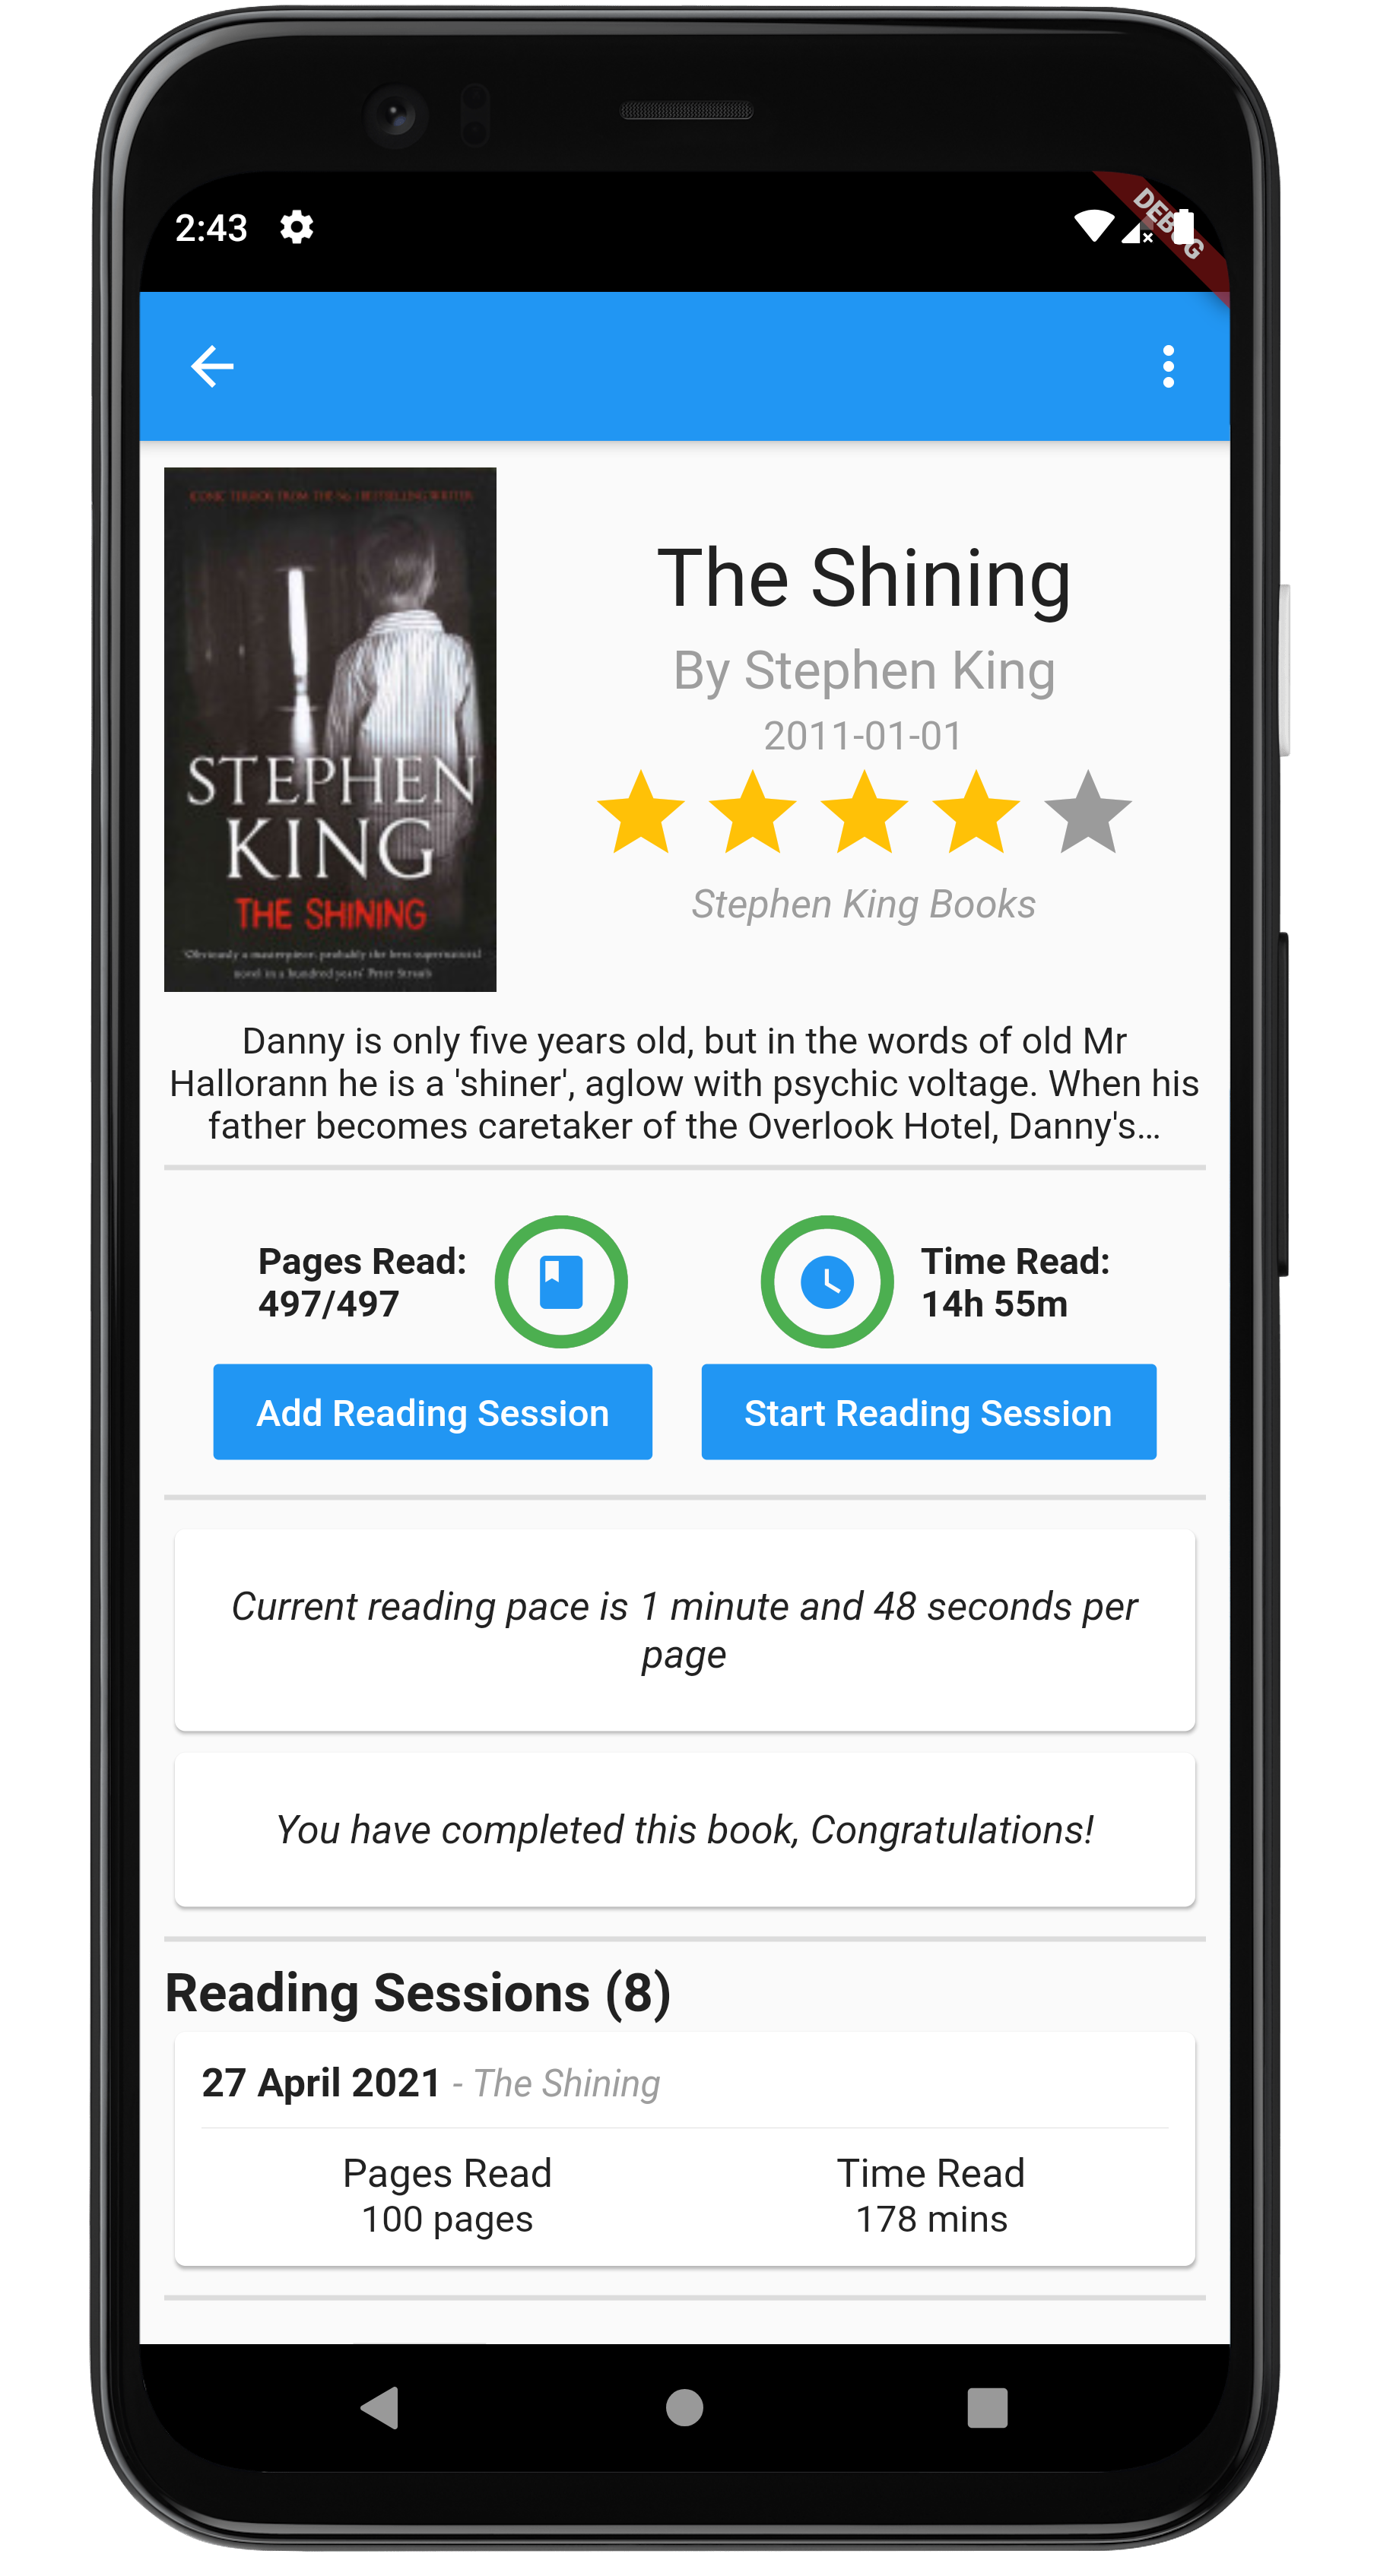 2:43
DEBUG
ICONIC TERROR FROM THE No. 1 BESTSELLING WRITER
STEPHEN
KING
THE SHINING
'Obviously a masterpiece, probably the best supernatural
novel in a hundred years' Peter Straub
The Shining
By Stephen King
2011-01-01
Stephen King Books
Danny is only five years old, but in the words of old Mr
Hallorann he is a 'shiner', aglow with psychic voltage. When his
father becomes caretaker of the Overlook Hotel, Danny's…
Pages Read:
497/497
Time Read:
14h 55m
Add Reading Session
Start Reading Session
Current reading pace is 1 minute and 48 seconds per
page
You have completed this book, Congratulations!
Reading Sessions (8)
27 April 2021 - The Shining
Pages Read
100 pages
Time Read
178 mins